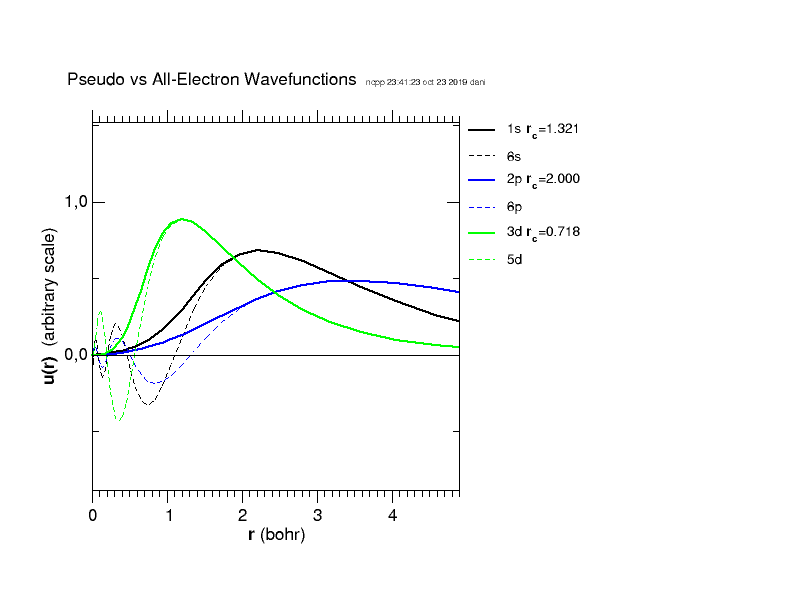 Pseudo vs All-Electron Wavefunctions ncpp 23:41:23 oct 23 2019 dani
1s rc=1.321
6s
2p rc=2.000
6p
3d rc=0.718
5d
1,0
0,0
u(r) (arbitrary scale)
0 1 2 3 4
r (bohr)